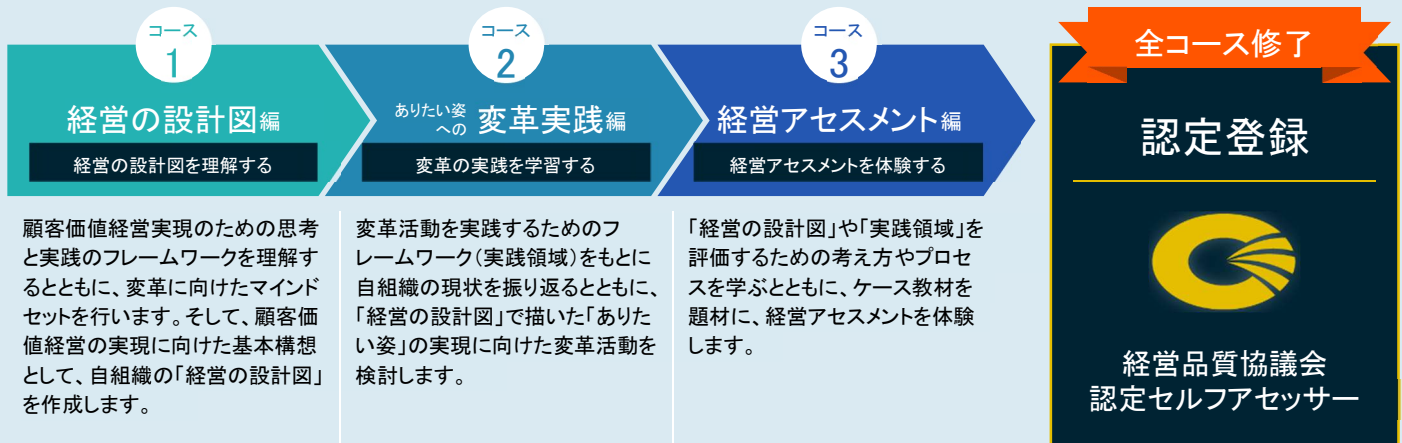 コース
1
経営の設計図編
経営の設計図を理解する
顧客価値経営実現のための思考
と実践のフレームワークを理解す
るとともに、変革に向けたマインド
セットを行います。そして、顧客価
値経営の実現に向けた基本構想
として、自組織の「経営の設計図」
を作成します。
コース
2
ありたい姿
への
変革実践編
変革の実践を学習する
変革活動を実践するためのフ
レームワーク(実践領域)をもとに
自組織の現状を振り返るとともに、
「経営の設計図」で描いた「ありた
い姿」の実現に向けた変革活動を
検討します。
コース
3
経営アセスメント編
経営アセスメントを体験する
「経営の設計図」や「実践領域」を
評価するための考え方やプロセ
スを学ぶとともに、ケース教材を
題材に、経営アセスメントを体験
します。
全コース修了
認定登録
経営品質協議会
認定セルフアセッサー